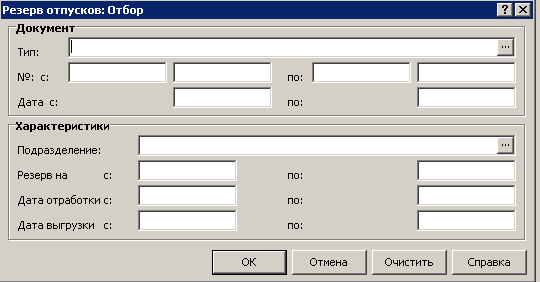 Резерв отпусков: Отбор
Документ
Тип: ...
№: с: по:
Дата с: по:
Характеристики
Подразделение: ...
Резерв на с: по:
Дата отработки с: по:
Дата выгрузки с: по:
OK Отмена Очистить Справка